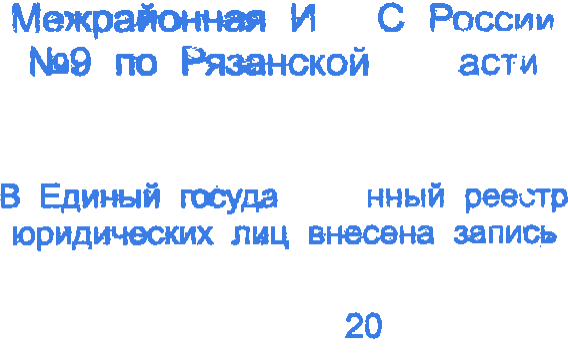 Межрайонная И С России
№9 по Рязанской асти
В Единый госуда нный реестр
юридических лиц внесена запись
20